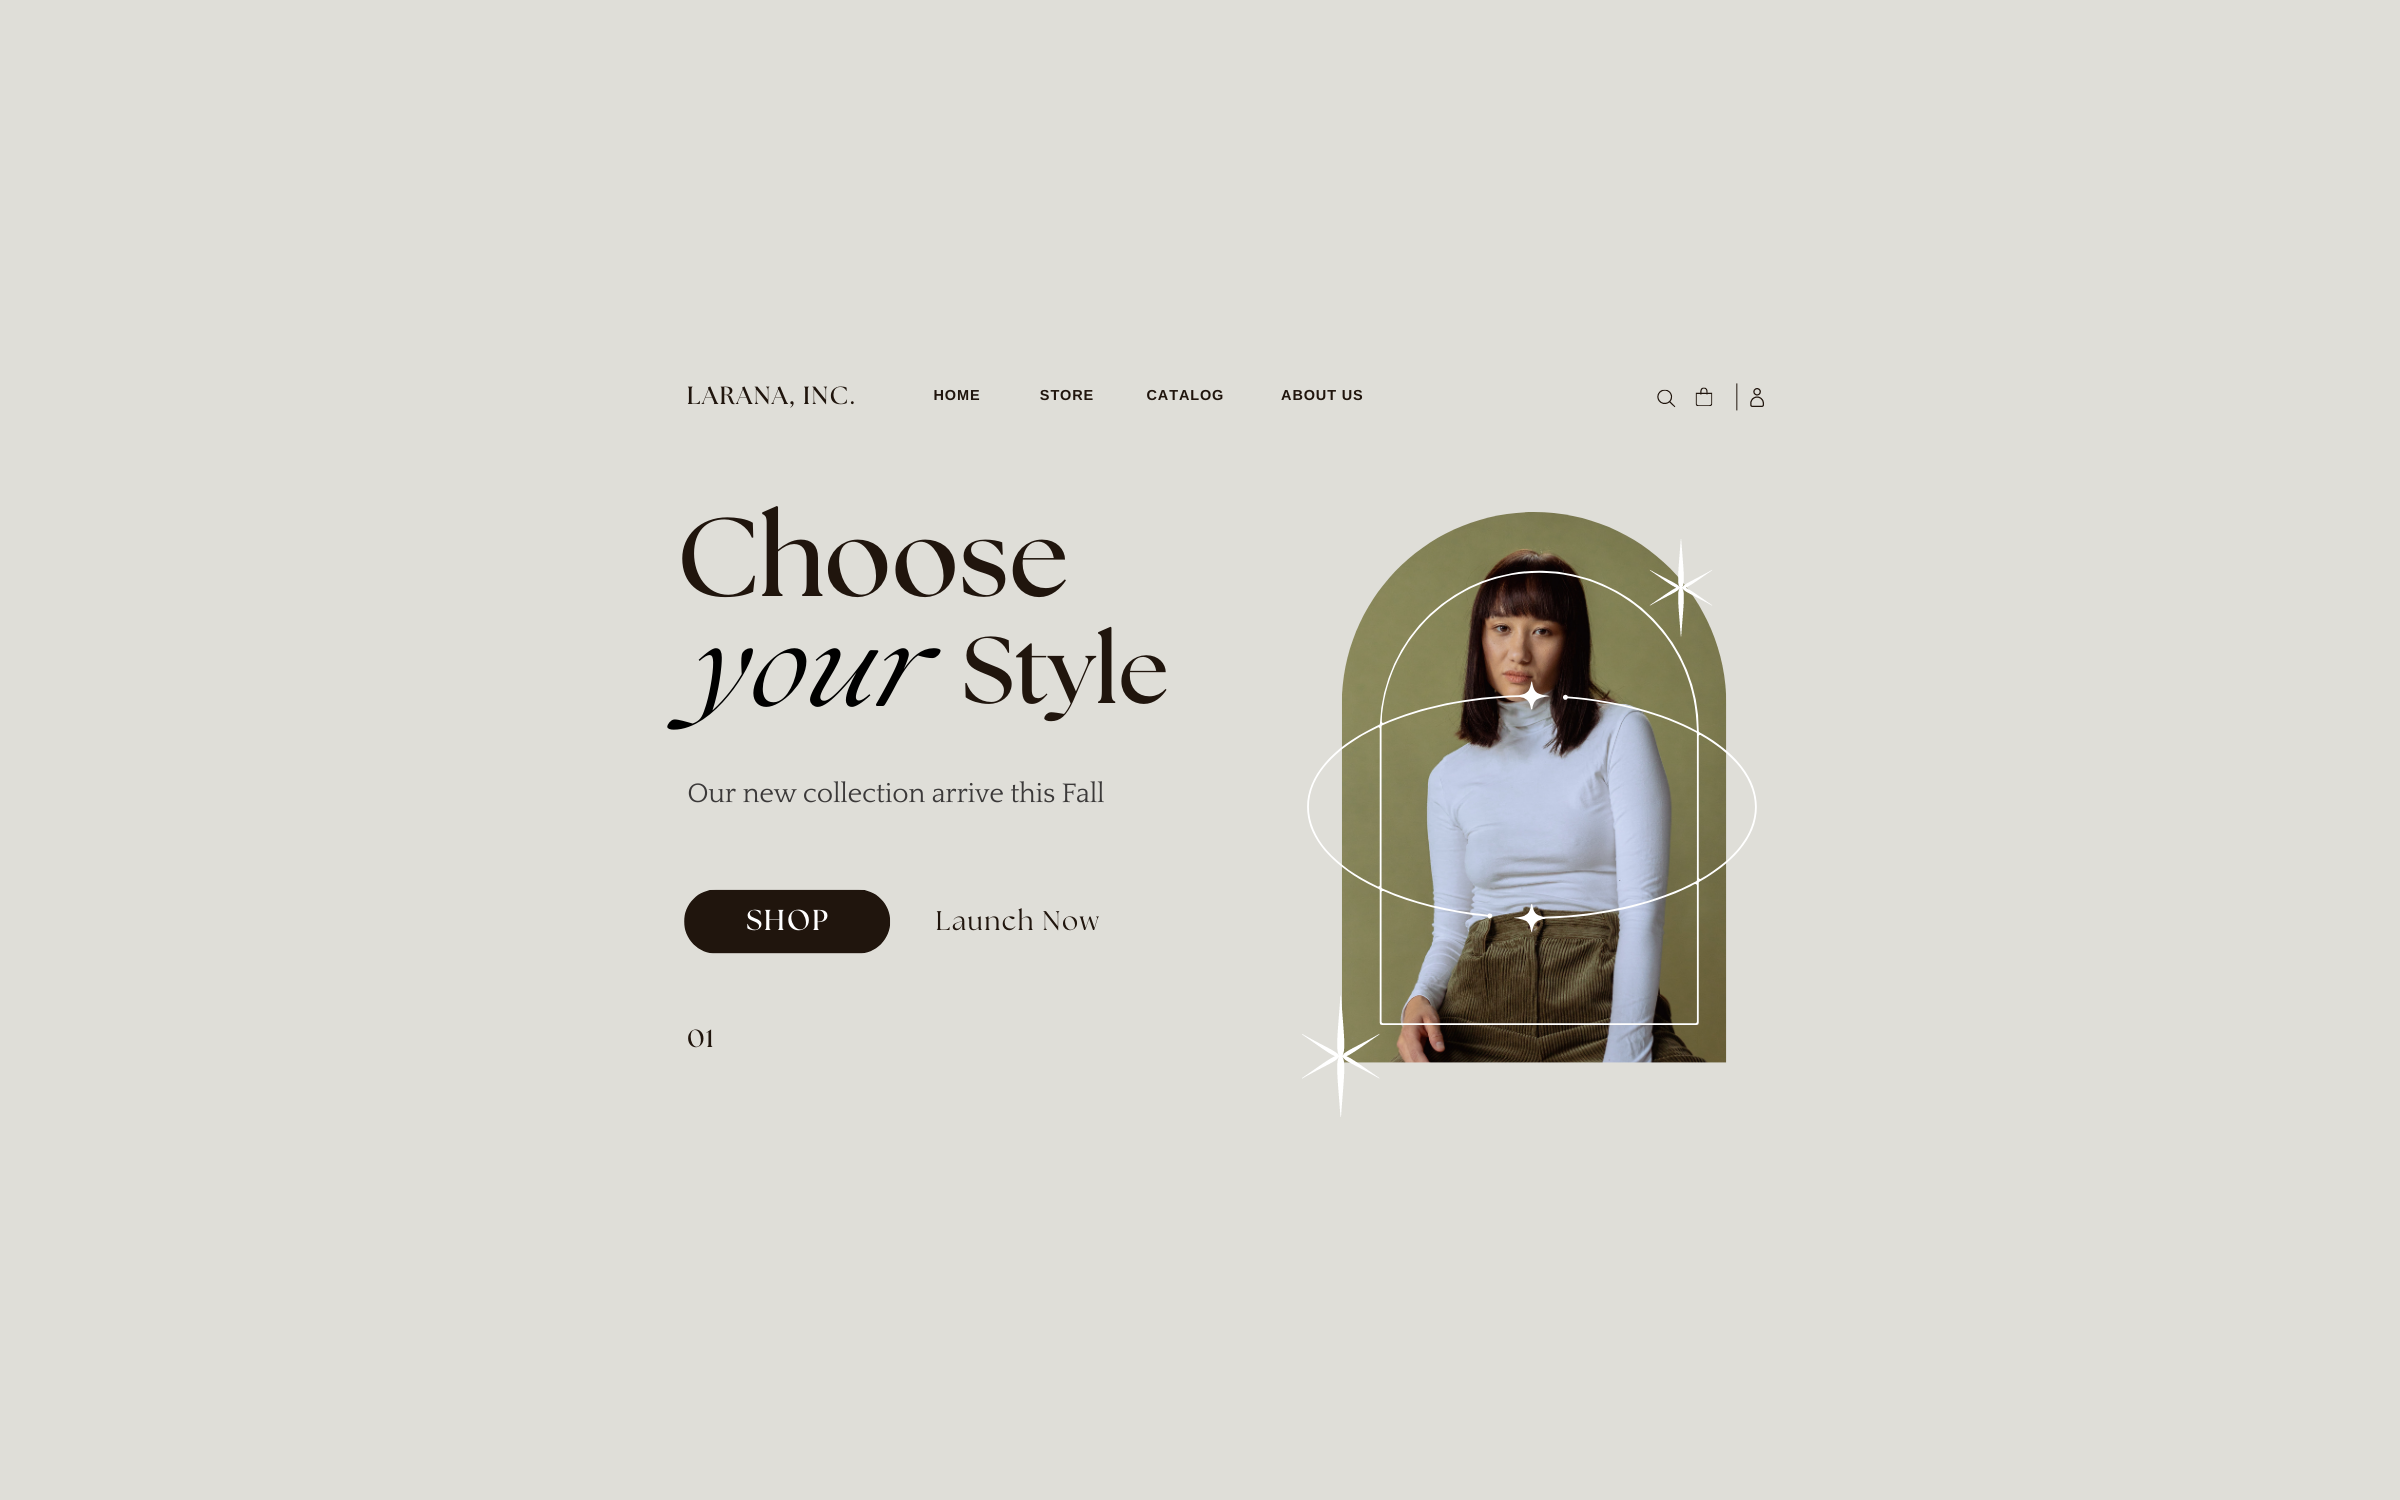 LARANA, INC. HOME STORE CATALOG ABOUT US
Choose
your Style
Our new collection arrive this Fall
SHOP Launch Now
01